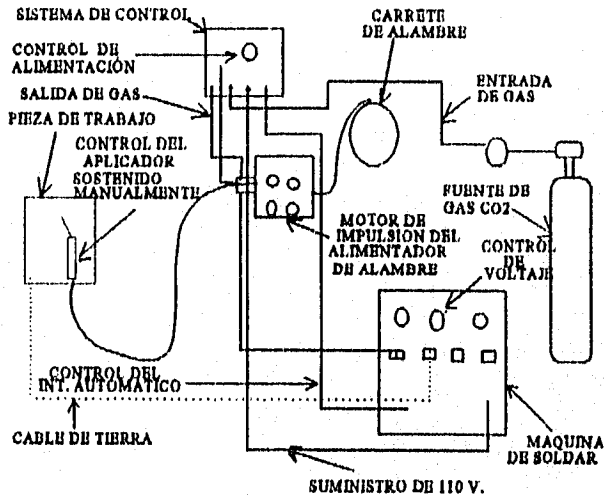 SISTEMA DE CONTROL
CARRETE
DE ALAMBRE
CONTROL DE
ALIMENTACIÓN
ENTRADA
DE GAS
SALIDA DE GAS
PIEZA DE TRABAJO
CONTROL DEL
APLICADOR
SOSTENIDO
MANUALMENTE
FUENTE DE
GAS CO2
MOTOR DE
IMPULSION DEL
ALIMENTADOR
DE ALAMBRE
CONTROL
DE
VOLTAJE
CONTROL DEL
INT. AUTOMATICO
CABLE DE TIERRA
MAQUINA
DE SOLDAR
SUMINISTRO DE 110 V.